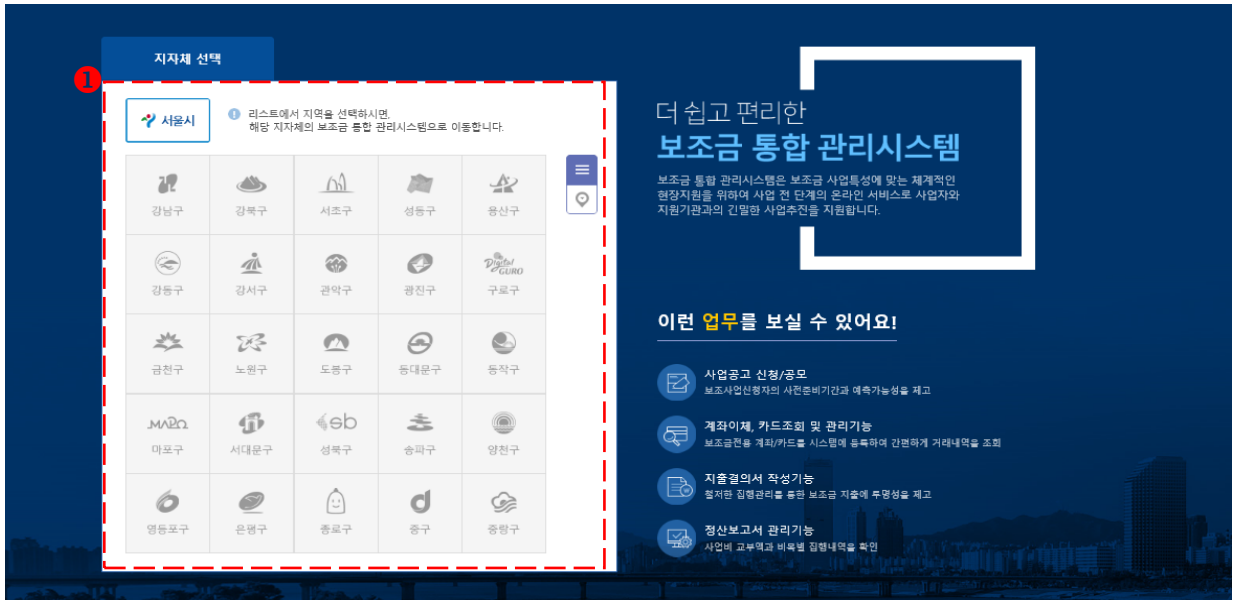 지자체 선택
1
서울시
리스트에서 지역을 선택하시면,
해당 지자체의 보조금 통합 관리시스템으로 이동합니다.
강남구
강북구
서초구
성동구
용산구
강동구
강서구
관악구
광진구
Digital GURO
구로구
금천구
노원구
도봉구
동대문구
동작구
MAPO
마포구
서대문구
sb
성북구
송파구
양천구
영등포구
은평구
종로구
중구
중랑구
더 쉽고 편리한
보조금 통합 관리시스템
보조금 통합 관리시스템은 보조금 사업특성에 맞는 체계적인
현장지원을 위하여 사업 전 단계의 온라인 서비스로 사업자와
지원기관과의 긴밀한 사업추진을 지원합니다.
이런 업무를 보실 수 있어요!
사업공고 신청/공모
보조사업신청자의 사전준비기간과 예측가능성을 제고
계좌이체, 카드조회 및 관리기능
보조금전용 계좌/카드를 시스템에 등록하여 간편하게 거래내역을 조회
지출결의서 작성기능
철저한 집행관리를 통한 보조금 지출에 투명성을 제고
정산보고서 관리기능
사업비 교부액과 비목별 집행내역을 확인